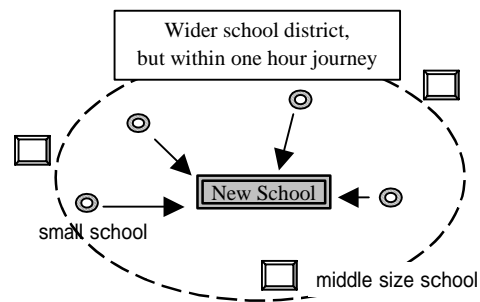 Wider school district,
but within one hour journey
New School
small school
middle size school